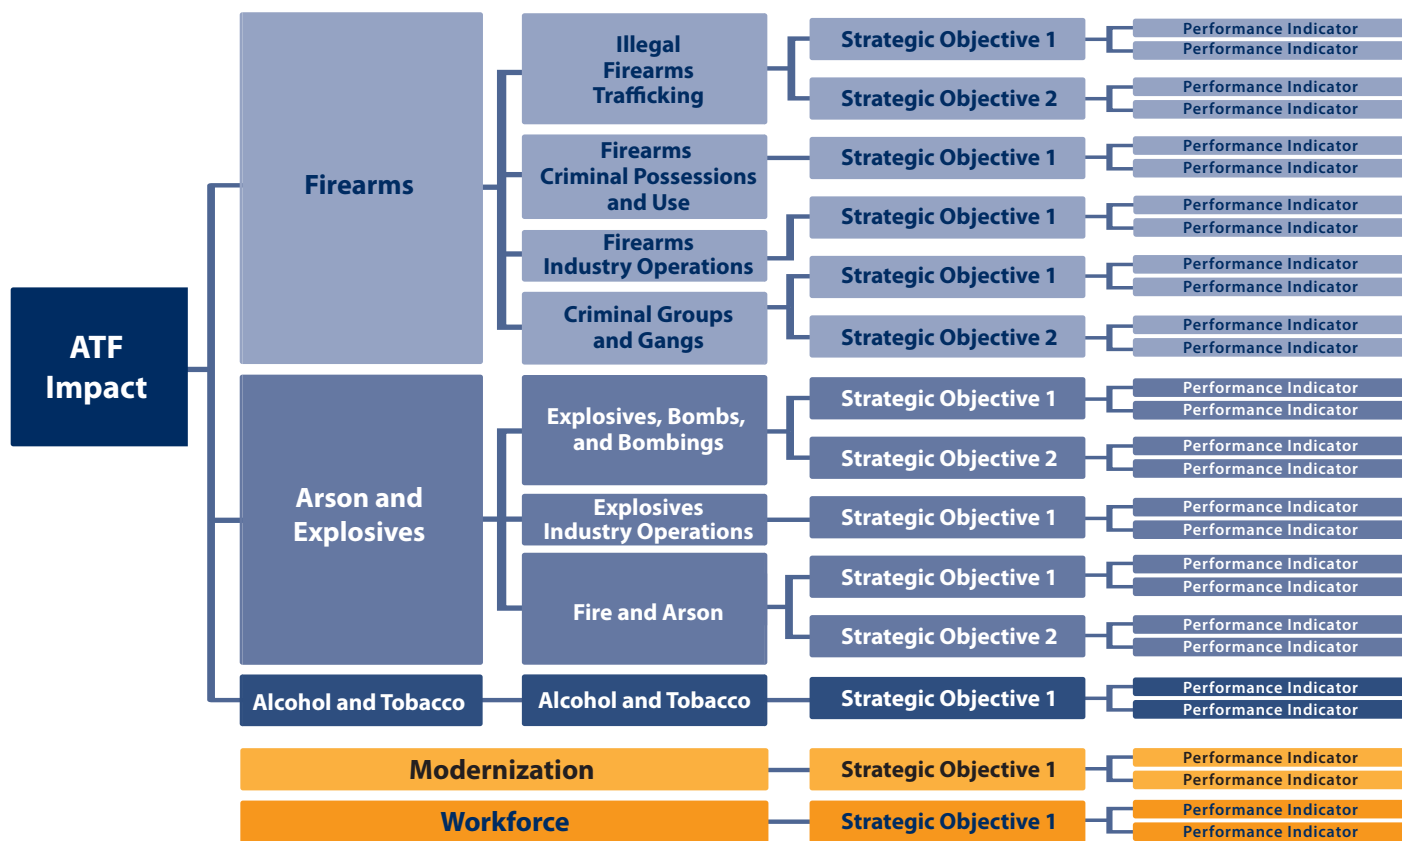 ATF
Impact
Firearms
Illegal
Firearms
Trafficking
Strategic Objective 1
Performance Indicator
Performance Indicator
Strategic Objective 2
Performance Indicator
Performance Indicator
Firearms
Criminal Possessions
and Use
Strategic Objective 1
Performance Indicator
Performance Indicator
Firearms
Industry Operations
Strategic Objective 1
Performance Indicator
Performance Indicator
Criminal Groups
and Gangs
Strategic Objective 1
Performance Indicator
Performance Indicator
Strategic Objective 2
Performance Indicator
Performance Indicator
Arson and
Explosives
Explosives, Bombs,
and Bombings
Strategic Objective 1
Performance Indicator
Performance Indicator
Strategic Objective 2
Performance Indicator
Performance Indicator
Explosives
Industry Operations
Strategic Objective 1
Performance Indicator
Performance Indicator
Fire and Arson
Strategic Objective 1
Performance Indicator
Performance Indicator
Strategic Objective 2
Performance Indicator
Performance Indicator
Alcohol and Tobacco
Alcohol and Tobacco
Strategic Objective 1
Performance Indicator
Performance Indicator
Modernization
Strategic Objective 1
Performance Indicator
Performance Indicator
Workforce
Strategic Objective 1
Performance Indicator
Performance Indicator